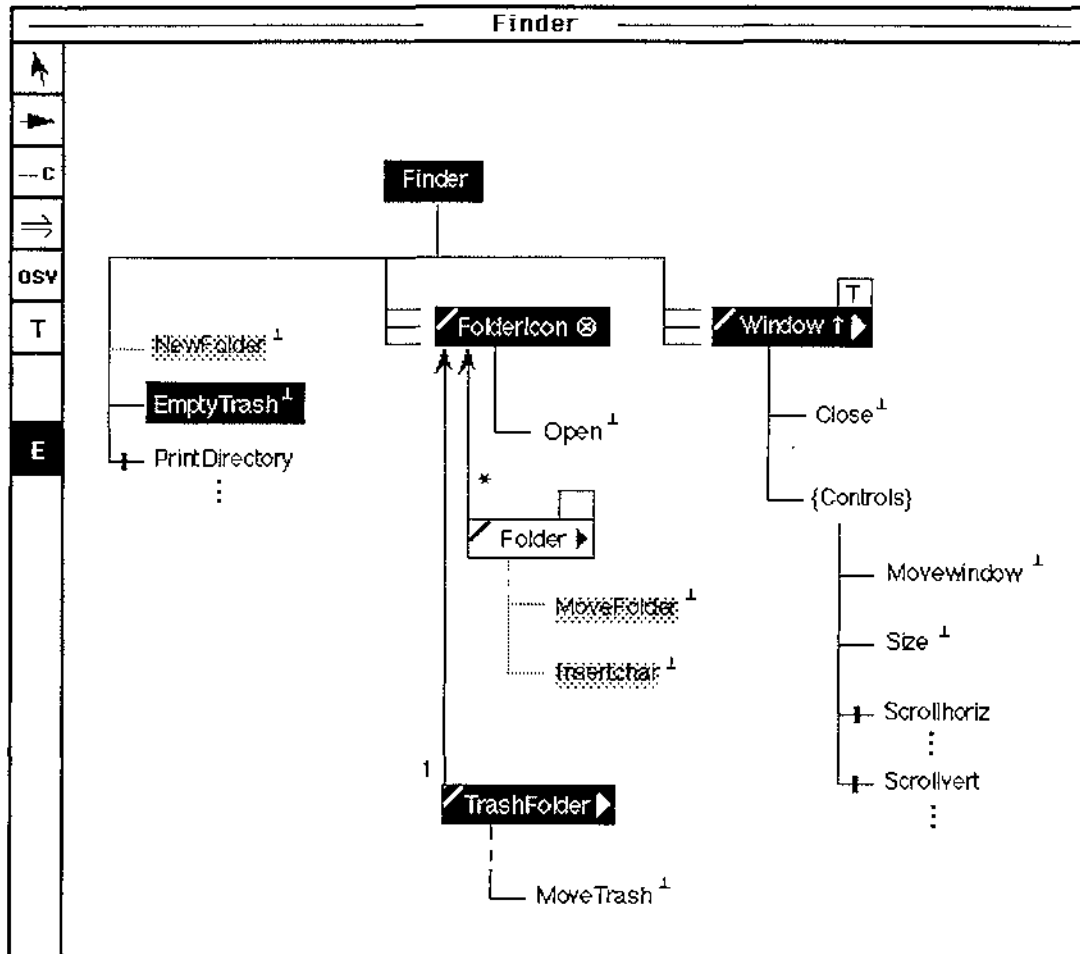 Finder
--C
OSV
T
E
Finder
FolderIcon ⊗
T
Window ↑
NewFolder ⊥
EmptyTrash ⊥
PrintDirectory
⋮
Open ⊥
*
Folder
MoveFolder ⊥
Insertchar ⊥
1
TrashFolder
MoveTrash ⊥
Close ⊥
{Controls}
Movewindow ⊥
Size ⊥
Scrollhoriz
⋮
Scrollvert
⋮